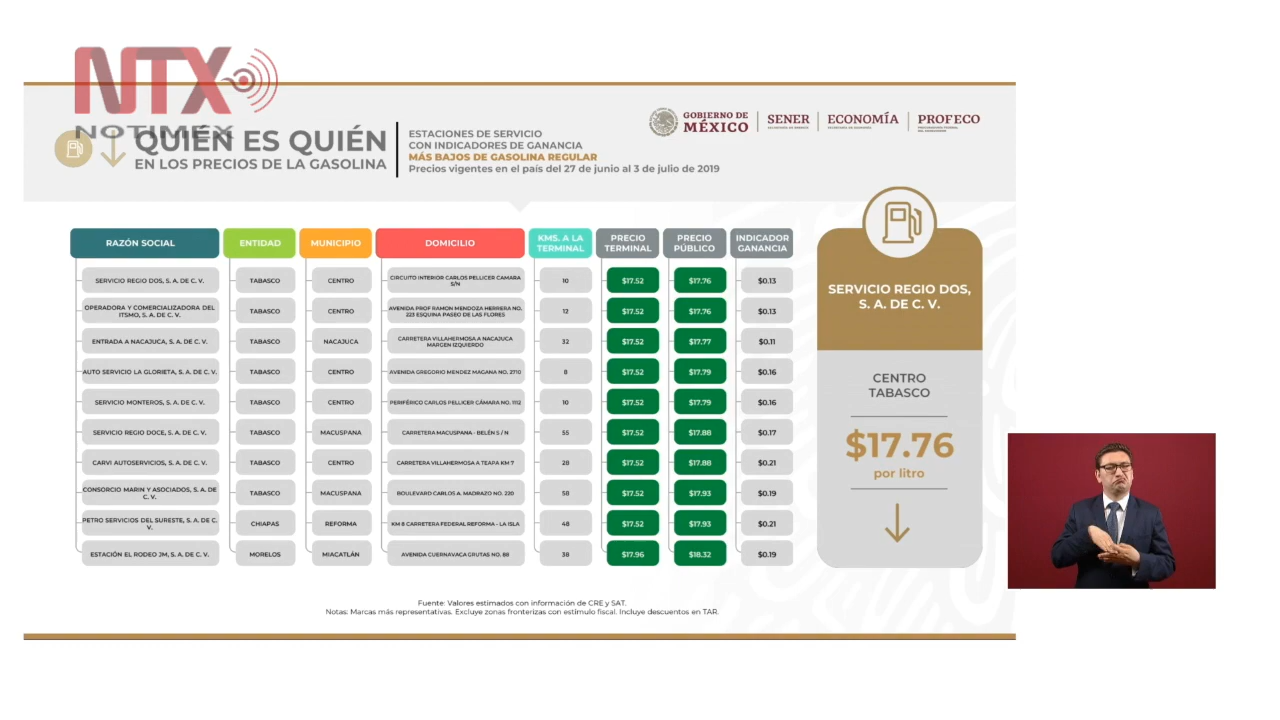 NTX
NOTIMEX
QUIÉN ES QUIÉN
EN LOS PRECIOS DE LA GASOLINA
ESTACIONES DE SERVICIO
CON INDICADORES DE GANANCIA
MÁS BAJOS DE GASOLINA REGULAR
Precios vigentes en el país del 27 de junio al 3 de julio de 2019
GOBIERNO DE
MÉXICO
SENER
SECRETARÍA DE ENERGÍA
ECONOMÍA
SECRETARÍA DE ECONOMÍA
PROFECO
PROCURADURÍA FEDERAL
DEL CONSUMIDOR
RAZÓN SOCIAL ENTIDAD MUNICIPIO DOMICILIO KMS. A LA TERMINAL PRECIO TERMINAL PRECIO PÚBLICO INDICADOR GANANCIA
SERVICIO REGIO DOS, S. A. DE C. V. TABASCO CENTRO CIRCUITO INTERIOR CARLOS PELLICER CAMARA S/N 10 $17.52 $17.76 $0.13
OPERADORA Y COMERCIALIZADORA DEL ITSMO, S. A. DE C. V. TABASCO CENTRO AVENIDA PROF RAMON MENDOZA HERRERA NO. 223 ESQUINA PASEO DE LAS FLORES 12 $17.52 $17.76 $0.13
ENTRADA A NACAJUCA, S. A. DE C. V. TABASCO NACAJUCA CARRETERA VILLAHERMOSA A NACAJUCA MARGEN IZQUIERDO 32 $17.52 $17.77 $0.11
AUTO SERVICIO LA GLORIETA, S. A. DE C. V. TABASCO CENTRO AVENIDA GREGORIO MENDEZ MAGANA NO. 2710 8 $17.52 $17.79 $0.16
SERVICIO MONTEROS, S. A. DE C. V. TABASCO CENTRO PERIFÉRICO CARLOS PELLICER CÁMARA NO. 1112 10 $17.52 $17.79 $0.16
SERVICIO REGIO DOCE, S. A. DE C. V. TABASCO MACUSPANA CARRETERA MACUSPANA - BELÉN S / N 55 $17.52 $17.88 $0.17
CARVI AUTOSERVICIOS, S. A. DE C. V. TABASCO CENTRO CARRETERA VILLAHERMOSA A TEAPA KM 7 28 $17.52 $17.88 $0.21
CONSORCIO MARIN Y ASOCIADOS, S. A. DE C. V. TABASCO MACUSPANA BOULEVARD CARLOS A. MADRAZO NO. 220 58 $17.52 $17.93 $0.19
PETRO SERVICIOS DEL SURESTE, S. A. DE C. V. CHIAPAS REFORMA KM 8 CARRETERA FEDERAL REFORMA - LA ISLA 48 $17.52 $17.93 $0.21
ESTACIÓN EL RODEO JM, S. A. DE C. V. MORELOS MIACATLÁN AVENIDA CUERNAVACA GRUTAS NO. 88 38 $17.96 $18.32 $0.19
SERVICIO REGIO DOS,
S. A. DE C. V.
CENTRO
TABASCO
$17.76
por litro
Fuente: Valores estimados con información de CRE y SAT.
Notas: Marcas más representativas. Excluye zonas fronterizas con estímulo fiscal. Incluye descuentos en TAR.